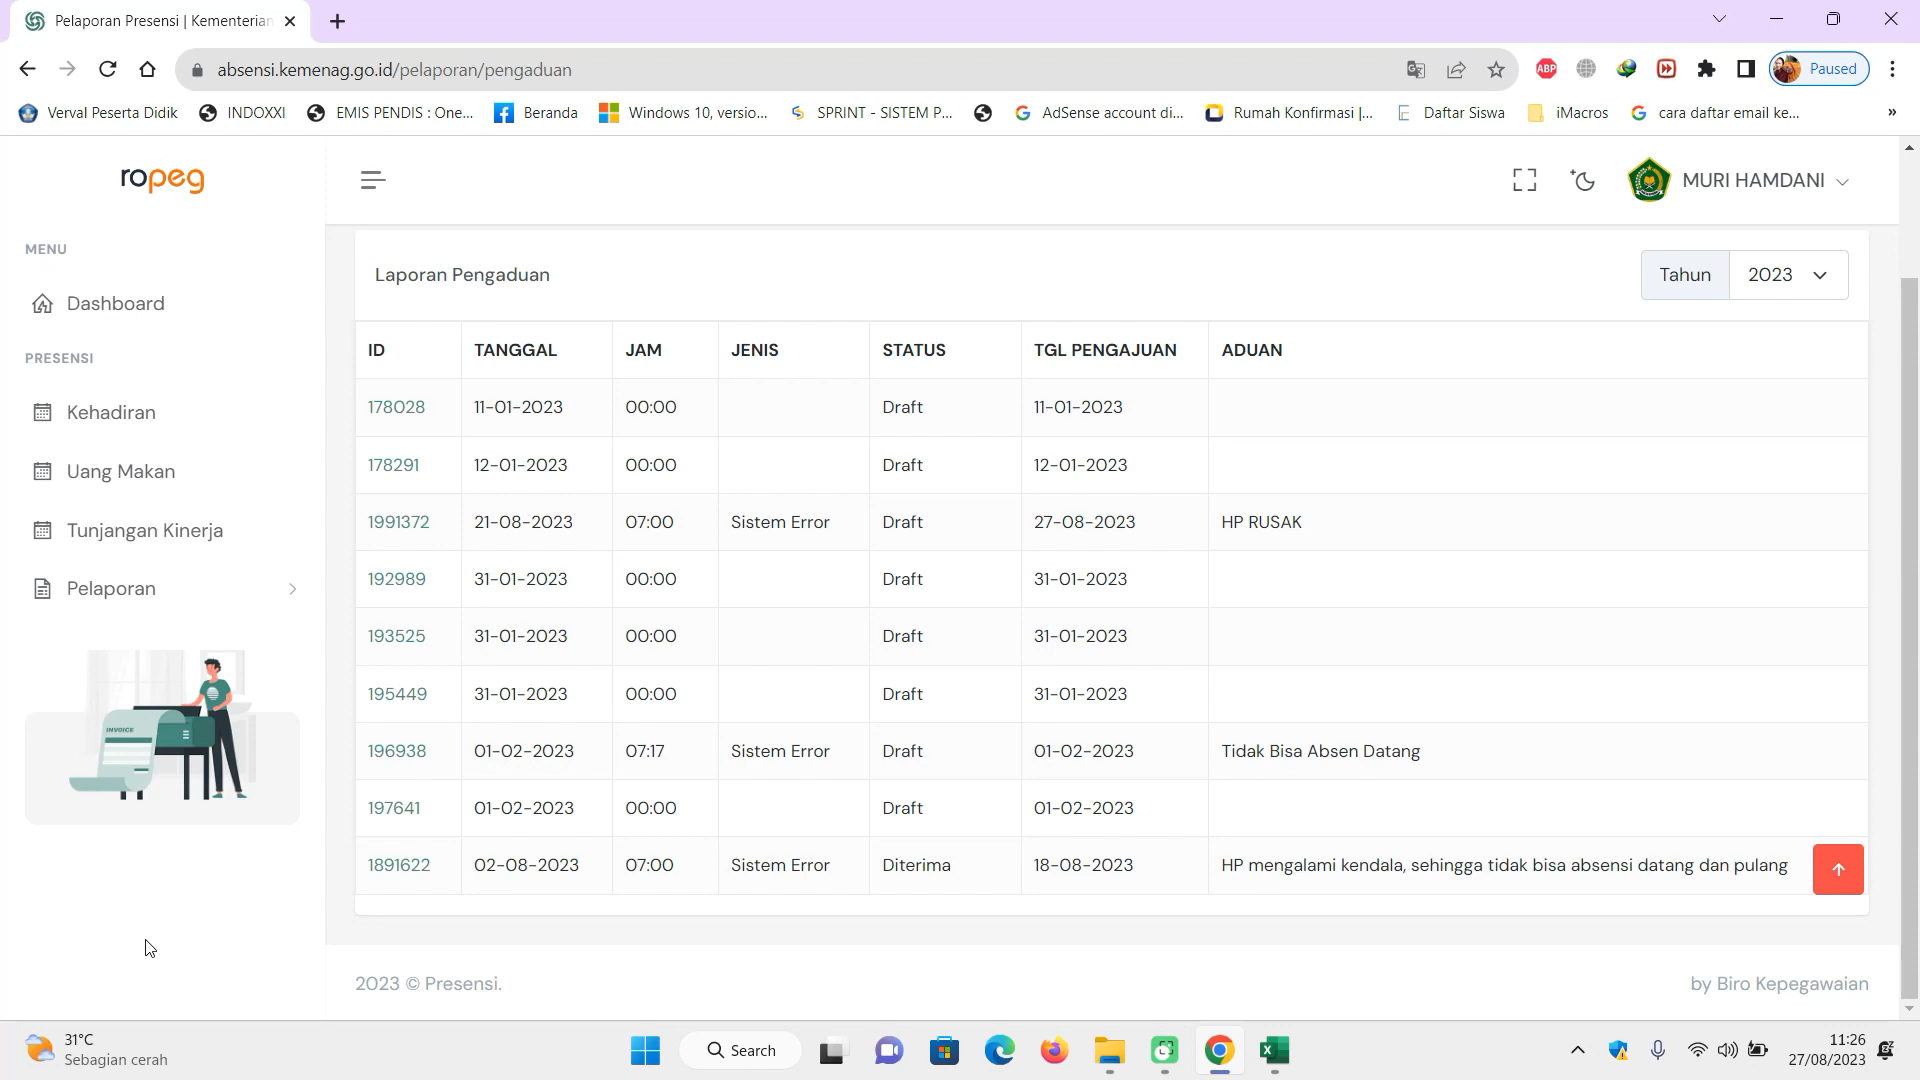 Pelaporan Presensi | Kementerian
absensi.kemenag.go.id/pelaporan/pengaduan
ABP
Paused
Verval Peserta Didik
INDOXXI
EMIS PENDIS : One...
Beranda
Windows 10, versio...
SPRINT - SISTEM P...
AdSense account di...
Rumah Konfirmasi |...
Daftar Siswa
iMacros
cara daftar email ke...
»
ropeg
MURI HAMDANI
MENU
Dashboard
PRESENSI
Kehadiran
Uang Makan
Tunjangan Kinerja
Pelaporan
INVOICE
Laporan Pengaduan
Tahun 2023
ID TANGGAL JAM JENIS STATUS TGL PENGAJUAN ADUAN
178028 11-01-2023 00:00 Draft 11-01-2023
178291 12-01-2023 00:00 Draft 12-01-2023
1991372 21-08-2023 07:00 Sistem Error Draft 27-08-2023 HP RUSAK
192989 31-01-2023 00:00 Draft 31-01-2023
193525 31-01-2023 00:00 Draft 31-01-2023
195449 31-01-2023 00:00 Draft 31-01-2023
196938 01-02-2023 07:17 Sistem Error Draft 01-02-2023 Tidak Bisa Absen Datang
197641 01-02-2023 00:00 Draft 01-02-2023
1891622 02-08-2023 07:00 Sistem Error Diterima 18-08-2023 HP mengalami kendala, sehingga tidak bisa absensi datang dan pulang
2023 © Presensi.
by Biro Kepegawaian
31°C
Sebagian cerah
Search
11:26
27/08/2023